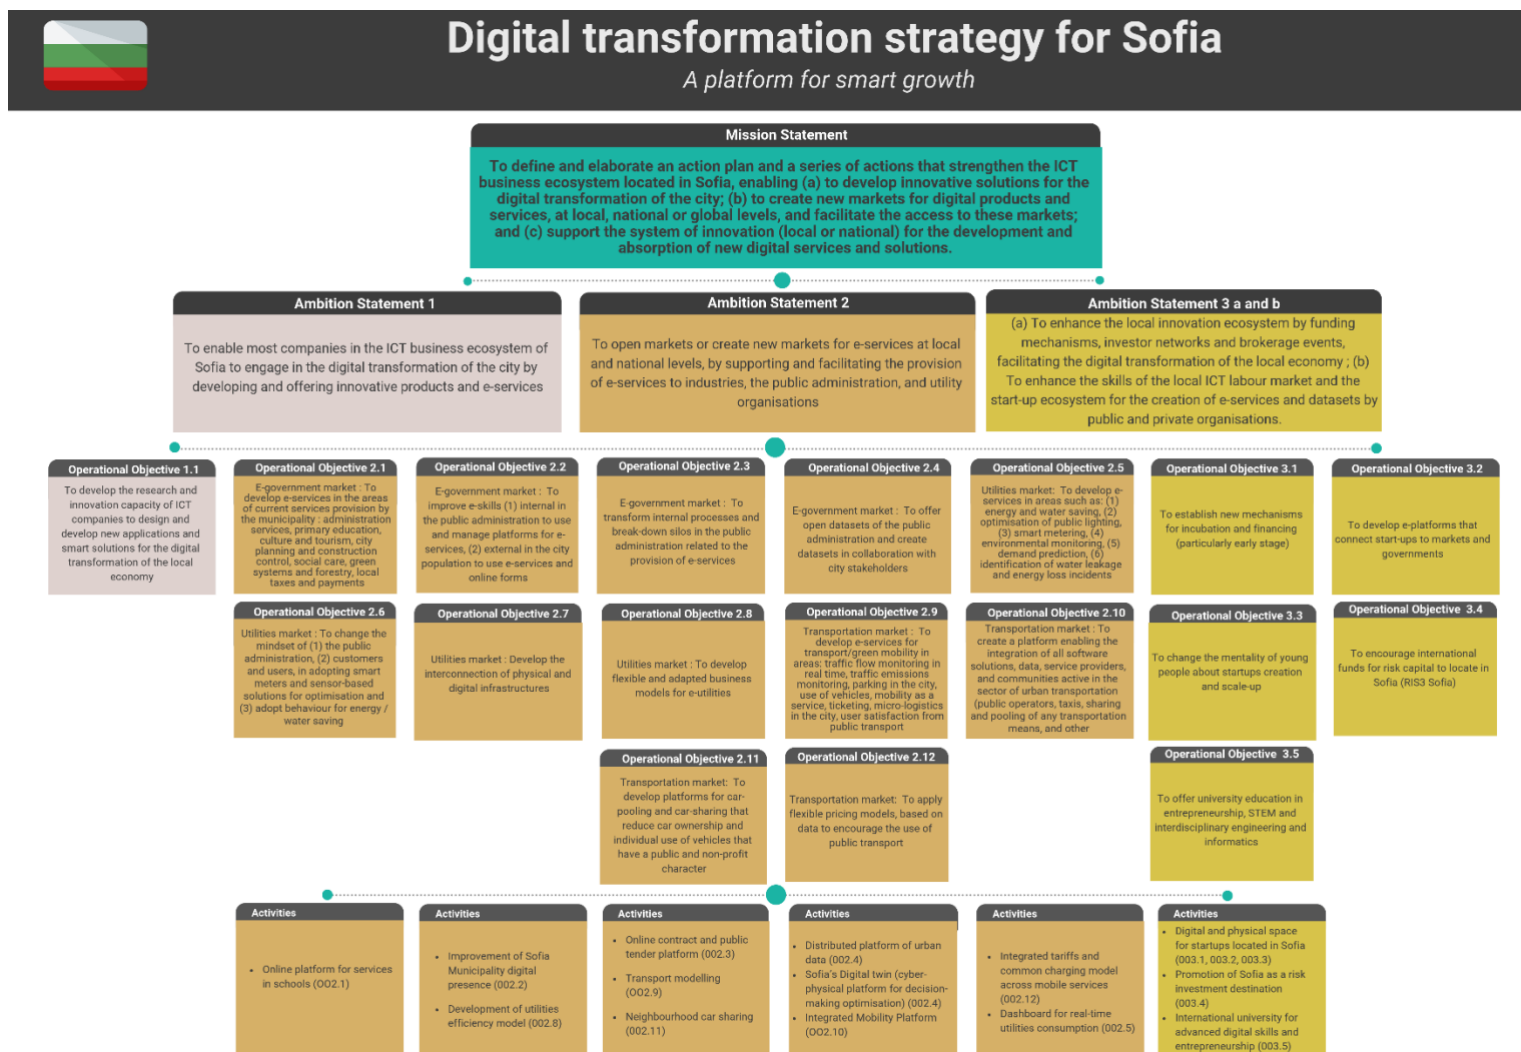 Digital transformation strategy for Sofia
A platform for smart growth
Mission Statement
To define and elaborate an action plan and a series of actions that strengthen the ICT
business ecosystem located in Sofia, enabling (a) to develop innovative solutions for the
digital transformation of the city; (b) to create new markets for digital products and
services, at local, national or global levels, and facilitate the access to these markets;
and (c) support the system of innovation (local or national) for the development and
absorption of new digital services and solutions.
Ambition Statement 1
To enable most companies in the ICT business ecosystem of
Sofia to engage in the digital transformation of the city by
developing and offering innovative products and e-services
Ambition Statement 2
To open markets or create new markets for e-services at local
and national levels, by supporting and facilitating the provision
of e-services to industries, the public administration, and utility
organisations
Ambition Statement 3 a and b
(a) To enhance the local innovation ecosystem by funding
mechanisms, investor networks and brokerage events,
facilitating the digital transformation of the local economy ; (b)
To enhance the skills of the local ICT labour market and the
start-up ecosystem for the creation of e-services and datasets by
public and private organisations.
Operational Objective 1.1
To develop the research and
innovation capacity of ICT
companies to design and
develop new applications and
smart solutions for the digital
transformation of the local
economy
Operational Objective 2.1
E-government market : To
develop e-services in the areas
of current services provision by
the municipality : administration
services, primary education,
culture and tourism, city
planning and construction
control, social care, green
systems and forestry, local
taxes and payments
Operational Objective 2.2
E-government market : To
improve e-skills (1) internal in
the public administration to use
and manage platforms for e-
services, (2) external in the city
population to use e-services and
online forms
Operational Objective 2.3
E-government market : To
transform internal processes and
break-down silos in the public
administration related to the
provision of e-services
Operational Objective 2.4
E-government market : To offer
open datasets of the public
administration and create
datasets in collaboration with
city stakeholders
Operational Objective 2.5
Utilities market: To develop e-
services in areas such as: (1)
energy and water saving, (2)
optimisation of public lighting,
(3) smart metering, (4)
environmental monitoring, (5)
demand prediction, (6)
identification of water leakage
and energy loss incidents
Operational Objective 3.1
To establish new mechanisms
for incubation and financing
(particularly early stage)
Operational Objective 3.2
To develop e-platforms that
connect start-ups to markets and
governments
Operational Objective 2.6
Utilities market : To change the
mindset of (1) the public
administration, (2) customers
and users, in adopting smart
meters and sensor-based
solutions for optimisation and
(3) adopt behaviour for energy /
water saving
Operational Objective 2.7
Utilities market : Develop the
interconnection of physical and
digital infrastructures
Operational Objective 2.8
Utilities market : To develop
flexible and adapted business
models for e-utilities
Operational Objective 2.9
Transportation market : To
develop e-services for
transport/green mobility in
areas: traffic flow monitoring in
real time, traffic emissions
monitoring, parking in the city,
use of vehicles, mobility as a
service, ticketing, micro-logistics
in the city, user satisfaction from
public transport
Operational Objective 2.10
Transportation market : To
create a platform enabling the
integration of all software
solutions, data, service providers,
and communities active in the
sector of urban transportation
(public operators, taxis, sharing
and pooling of any transportation
means, and other
Operational Objective 3.3
To change the mentality of young
people about startups creation
and scale-up
Operational Objective 3.4
To encourage international
funds for risk capital to locate in
Sofia (RIS3 Sofia)
Operational Objective 2.11
Transportation market: To
develop platforms for car-
pooling and car-sharing that
reduce car ownership and
individual use of vehicles that
have a public and non-profit
character
Operational Objective 2.12
Transportation market: To apply
flexible pricing models, based on
data to encourage the use of
public transport
Operational Objective 3.5
To offer university education in
entrepreneurship, STEM and
interdisciplinary engineering and
informatics
Activities
• Online platform for services
in schools (OO2.1)
Activities
• Improvement of Sofia
Municipality digital
presence (002.2)
• Development of utilities
efficiency model (002.8)
Activities
• Online contract and public
tender platform (002.3)
• Transport modelling
(OO2.9)
• Neighbourhood car sharing
(002.11)
Activities
• Distributed platform of urban
data (002.4)
• Sofia's Digital twin (cyber-
physical platform for decision-
making optimisation) (002.4)
• Integrated Mobility Platform
(OO2.10)
Activities
• Integrated tariffs and
common charging model
across mobile services
(002.12)
• Dashboard for real-time
utilities consumption (002.5)
Activities
• Digital and physical space
for startups located in Sofia
(003.1, 003.2, 003.3)
• Promotion of Sofia as a risk
investment destination
(003.4)
• International university for
advanced digital skills and
entrepreneurship (003.5)